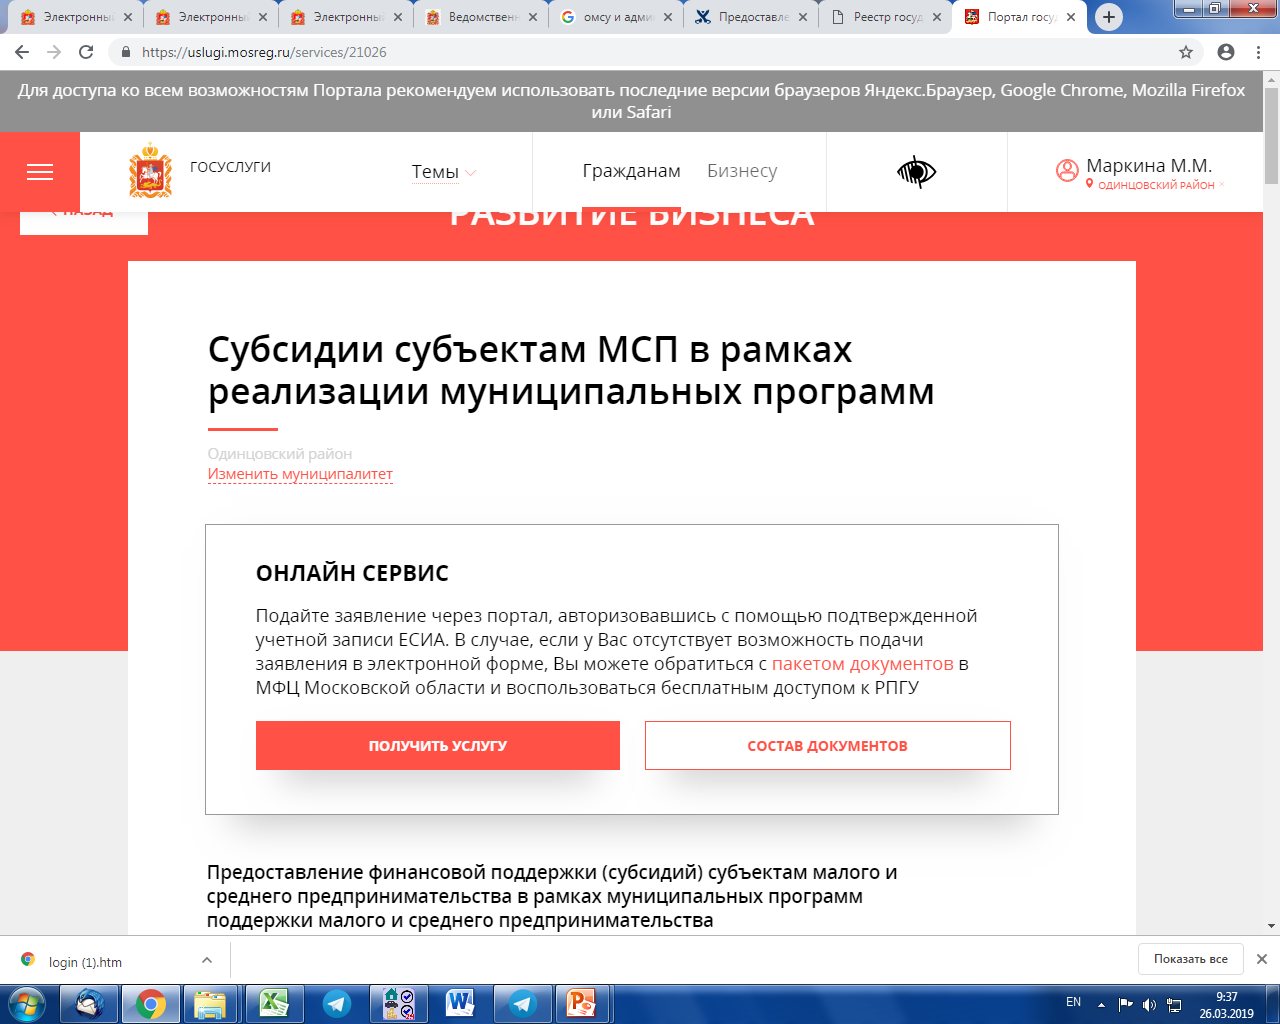 Электронны
Электронны
Электронны
Ведомствен
омсу и адми
Предоставле
Реестр госуд
Портал госу
https://uslugi.mosreg.ru/services/21026
Для доступа ко всем возможностям Портала рекомендуем использовать последние версии браузеров Яндекс.Браузер, Google Chrome, Mozilla Firefox
или Safari
ГОСУСЛУГИ
Темы
Гражданам
Бизнесу
Маркина М.М.
ОДИНЦОВСКИЙ РАЙОН
НАЗАД
РАЗВИТИЕ БИЗНЕСА
Субсидии субъектам МСП в рамках
реализации муниципальных программ
Одинцовский район
Изменить муниципалитет
ОНЛАЙН СЕРВИС
Подайте заявление через портал, авторизовавшись с помощью подтвержденной
учетной записи ЕСИА. В случае, если у Вас отсутствует возможность подачи
заявления в электронной форме, Вы можете обратиться с пакетом документов в
МФЦ Московской области и воспользоваться бесплатным доступом к РПГУ
ПОЛУЧИТЬ УСЛУГУ
СОСТАВ ДОКУМЕНТОВ
Предоставление финансовой поддержки (субсидий) субъектам малого и
среднего предпринимательства в рамках муниципальных программ
поддержки малого и среднего предпринимательства
login (1).htm
Показать все
EN
9:37
26.03.2019